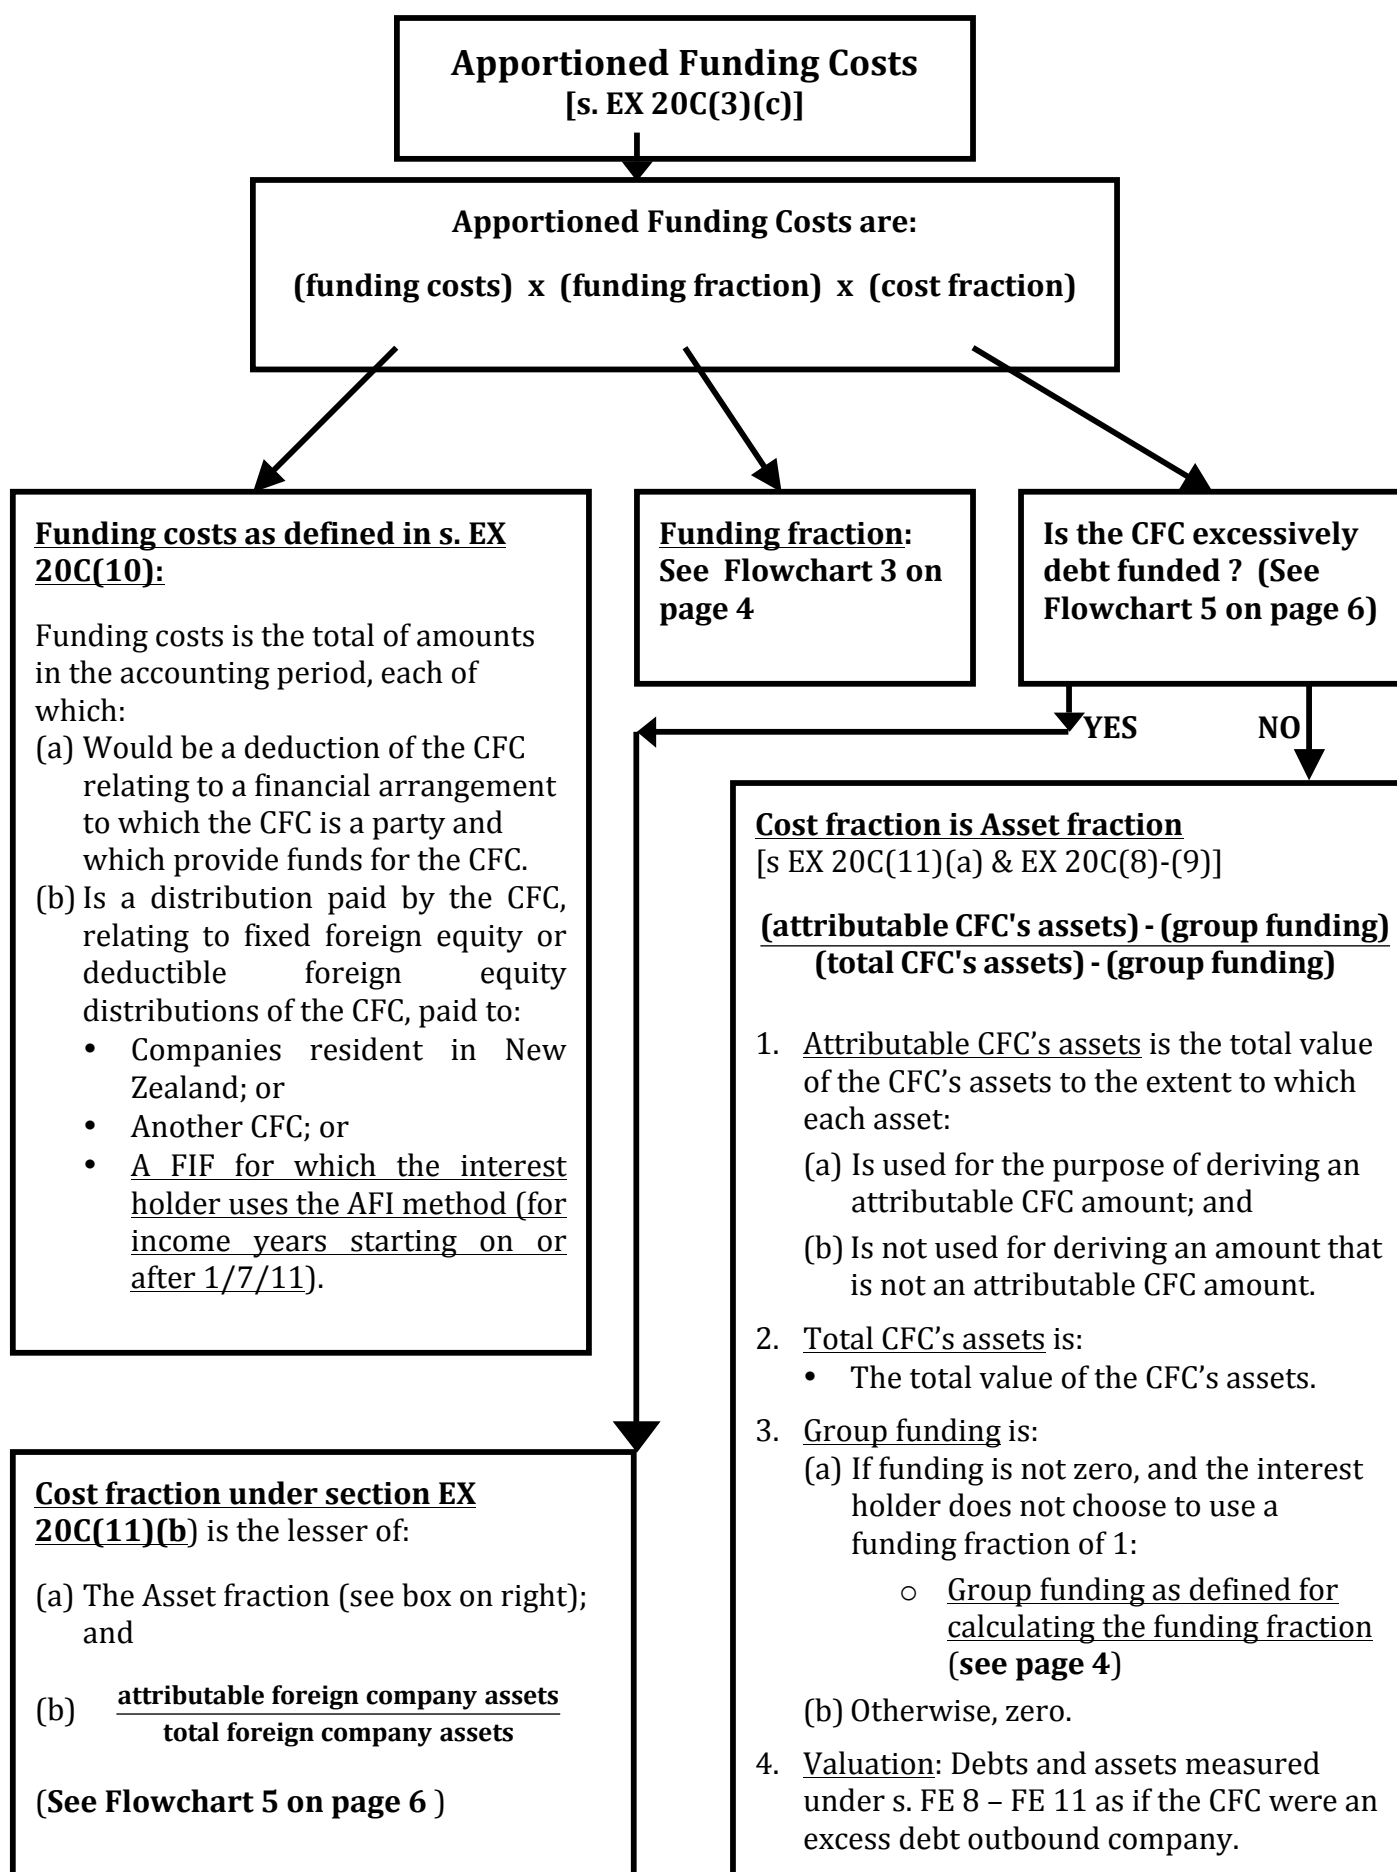 Apportioned Funding Costs
[s. EX 20C(3)(c)]
Apportioned Funding Costs are:
(funding costs) x (funding fraction) x (cost fraction)
Funding costs as defined in s. EX
20C(10):
Funding costs is the total of amounts
in the accounting period, each of
which:
(a) Would be a deduction of the CFC
relating to a financial arrangement
to which the CFC is a party and
which provide funds for the CFC.
(b) Is a distribution paid by the CFC,
relating to fixed foreign equity or
deductible foreign equity
distributions of the CFC, paid to:
• Companies resident in New
Zealand; or
• Another CFC; or
• A FIF for which the interest
holder uses the AFI method (for
income years starting on or
after 1/7/11).
Funding fraction:
See Flowchart 3 on
page 4
Is the CFC excessively
debt funded ? (See
Flowchart 5 on page 6)
YES
NO
Cost fraction is Asset fraction
[s EX 20C(11)(a) & EX 20C(8)-(9)]
(attributable CFC's assets) - (group funding)
(total CFC's assets) - (group funding)
1. Attributable CFC’s assets is the total value
of the CFC’s assets to the extent to which
each asset:
(a) Is used for the purpose of deriving an
attributable CFC amount; and
(b) Is not used for deriving an amount that
is not an attributable CFC amount.
2. Total CFC’s assets is:
• The total value of the CFC’s assets.
3. Group funding is:
(a) If funding is not zero, and the interest
holder does not choose to use a
funding fraction of 1:
o Group funding as defined for
calculating the funding fraction
(see page 4)
(b) Otherwise, zero.
4. Valuation: Debts and assets measured
under s. FE 8 – FE 11 as if the CFC were an
excess debt outbound company.
Cost fraction under section EX
20C(11)(b) is the lesser of:
(a) The Asset fraction (see box on right);
and
(b) attributable foreign company assets
total foreign company assets
(See Flowchart 5 on page 6 )